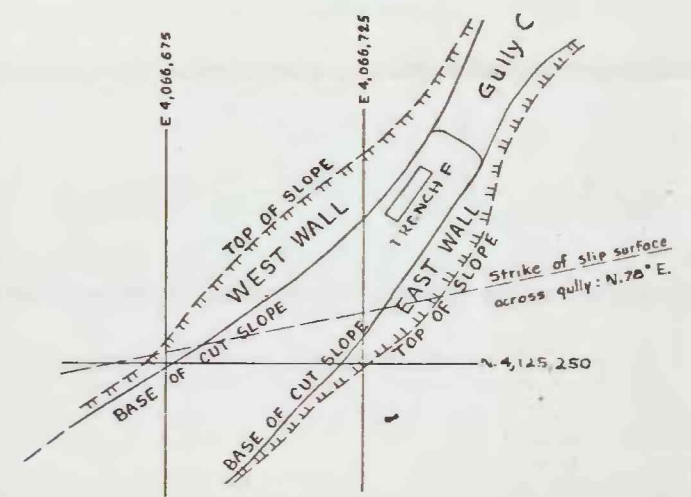 E 4,066,675
E 4,066,725
Gully C
TOP OF SLOPE
WEST WALL
TRENCH F
EAST WALL
TOP OF SLOPE
Strike of slip surface
across gully: N.78° E.
BASE OF CUT SLOPE
N. 4,125,250
BASE OF CUT SLOPE